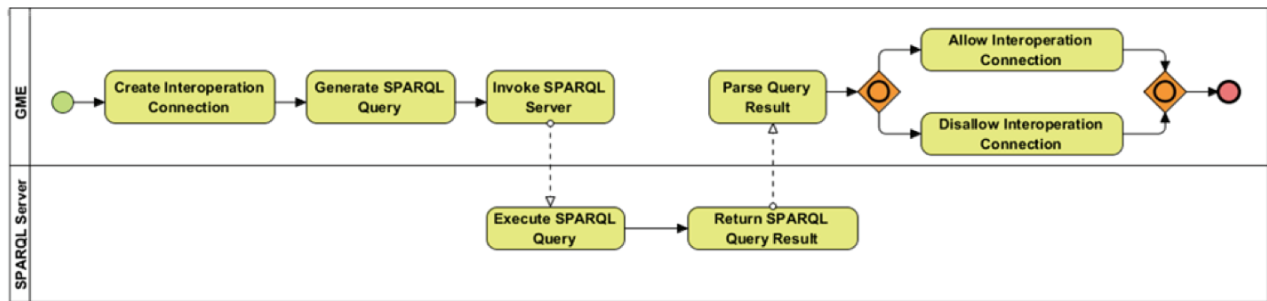 GME
Create Interoperation
Connection
Generate SPARQL
Query
Invoke SPARQL
Server
Parse Query
Result
Allow Interoperation
Connection
Disallow Interoperation
Connection
SPARQL Server
Execute SPARQL
Query
Return SPARQL
Query Result